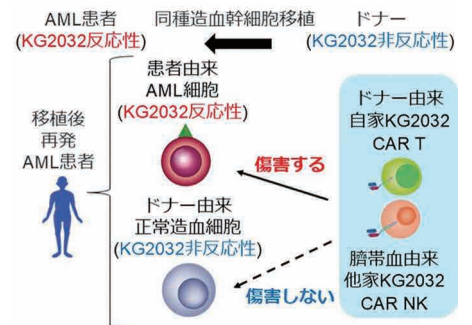 AML患者
(KG2032反応性)
同種造血幹細胞移植
ドナー
(KG2032非反応性)
移植後
再発
AML患者
患者由来
AML細胞
(KG2032反応性)
ドナー由来
正常造血細胞
(KG2032非反応性)
傷害する
傷害しない
ドナー由来
自家KG2032
CAR T
臍帯血由来
他家KG2032
CAR NK